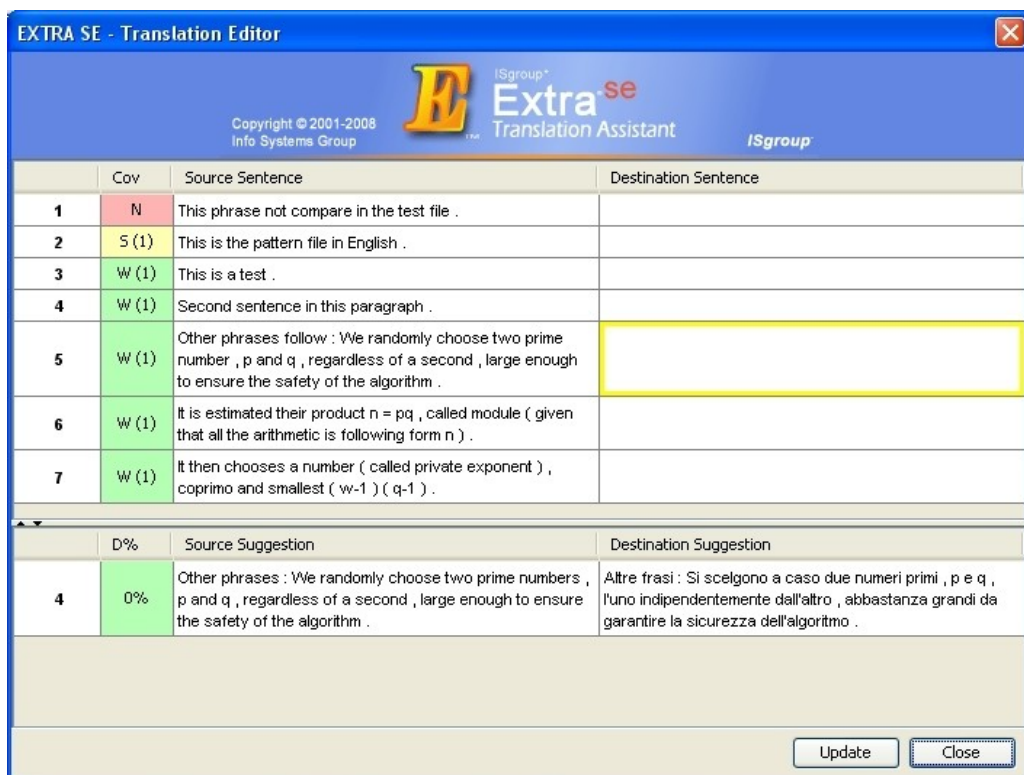 EXTRA SE - Translation Editor
E™
ISgroup
Extra se
Translation Assistant
Copyright © 2001-2008
Info Systems Group
ISgroup
Cov Source Sentence Destination Sentence
1 N This phrase not compare in the test file .
2 S (1) This is the pattern file in English .
3 W (1) This is a test .
4 W (1) Second sentence in this paragraph .
Other phrases follow : We randomly choose two prime
5 W (1) number , p and q , regardless of a second , large enough
to ensure the safety of the algorithm .
6 W (1) It is estimated their product n = pq , called module ( given
that all the arithmetic is following form n ) .
7 W (1) It then chooses a number ( called private exponent ) ,
coprimo and smallest ( w-1 ) ( q-1 ) .
D% Source Suggestion Destination Suggestion
4 0%
Other phrases : We randomly choose two prime numbers ,
p and q , regardless of a second , large enough to ensure
the safety of the algorithm .
Altre frasi : Si scelgono a caso due numeri primi , p e q ,
l'uno indipendentemente dall'altro , abbastanza grandi da
garantire la sicurezza dell'algoritmo .
Update Close